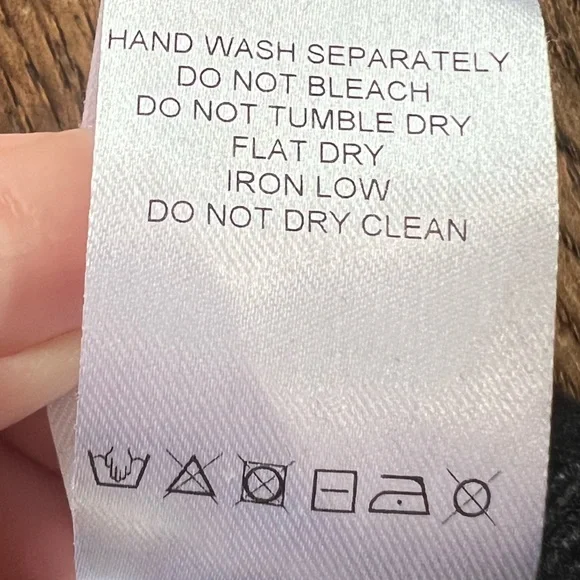 HAND WASH SEPARATELY
DO NOT BLEACH
DO NOT TUMBLE DRY
FLAT DRY
IRON LOW
DO NOT DRY CLEAN